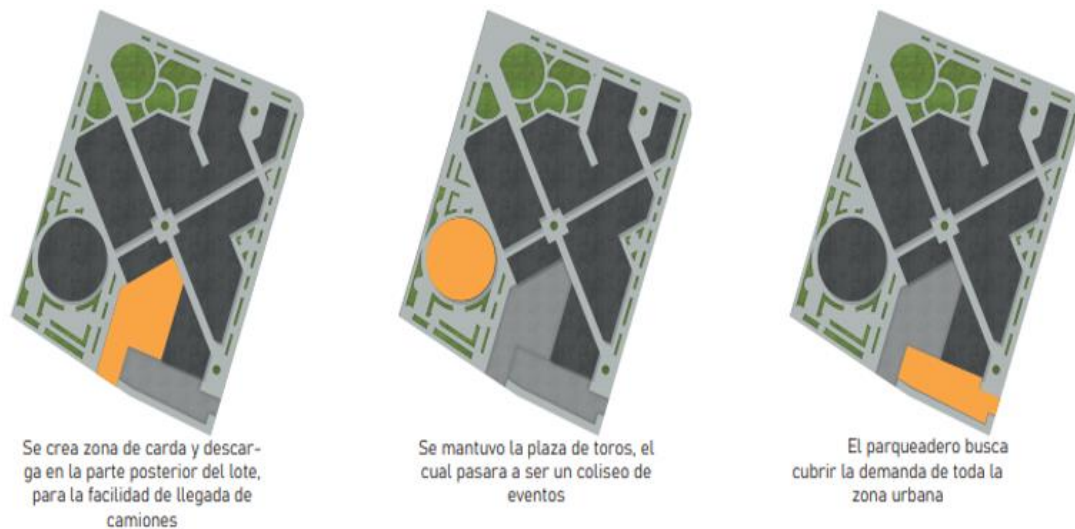 Se crea zona de carda y descar-
ga en la parte posterior del lote,
para la facilidad de llegada de
camiones
Se mantuvo la plaza de toros, el
cual pasara a ser un coliseo de
eventos
El parqueadero busca
cubrir la demanda de toda la
zona urbana